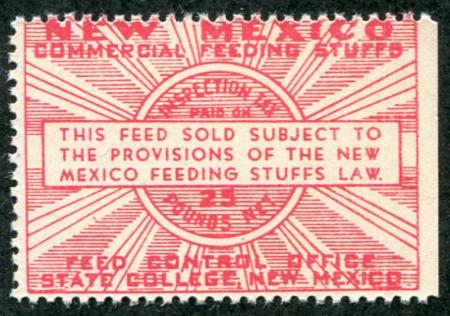 NEW MEXICO
COMMERCIAL FEEDING STUFFS
INSPECTION TAX
PAID ON
THIS FEED SOLD SUBJECT TO
THE PROVISIONS OF THE NEW
MEXICO FEEDING STUFFS LAW.
25
POUNDS NET
FEED CONTROL OFFICE
STATE COLLEGE, NEW MEXICO